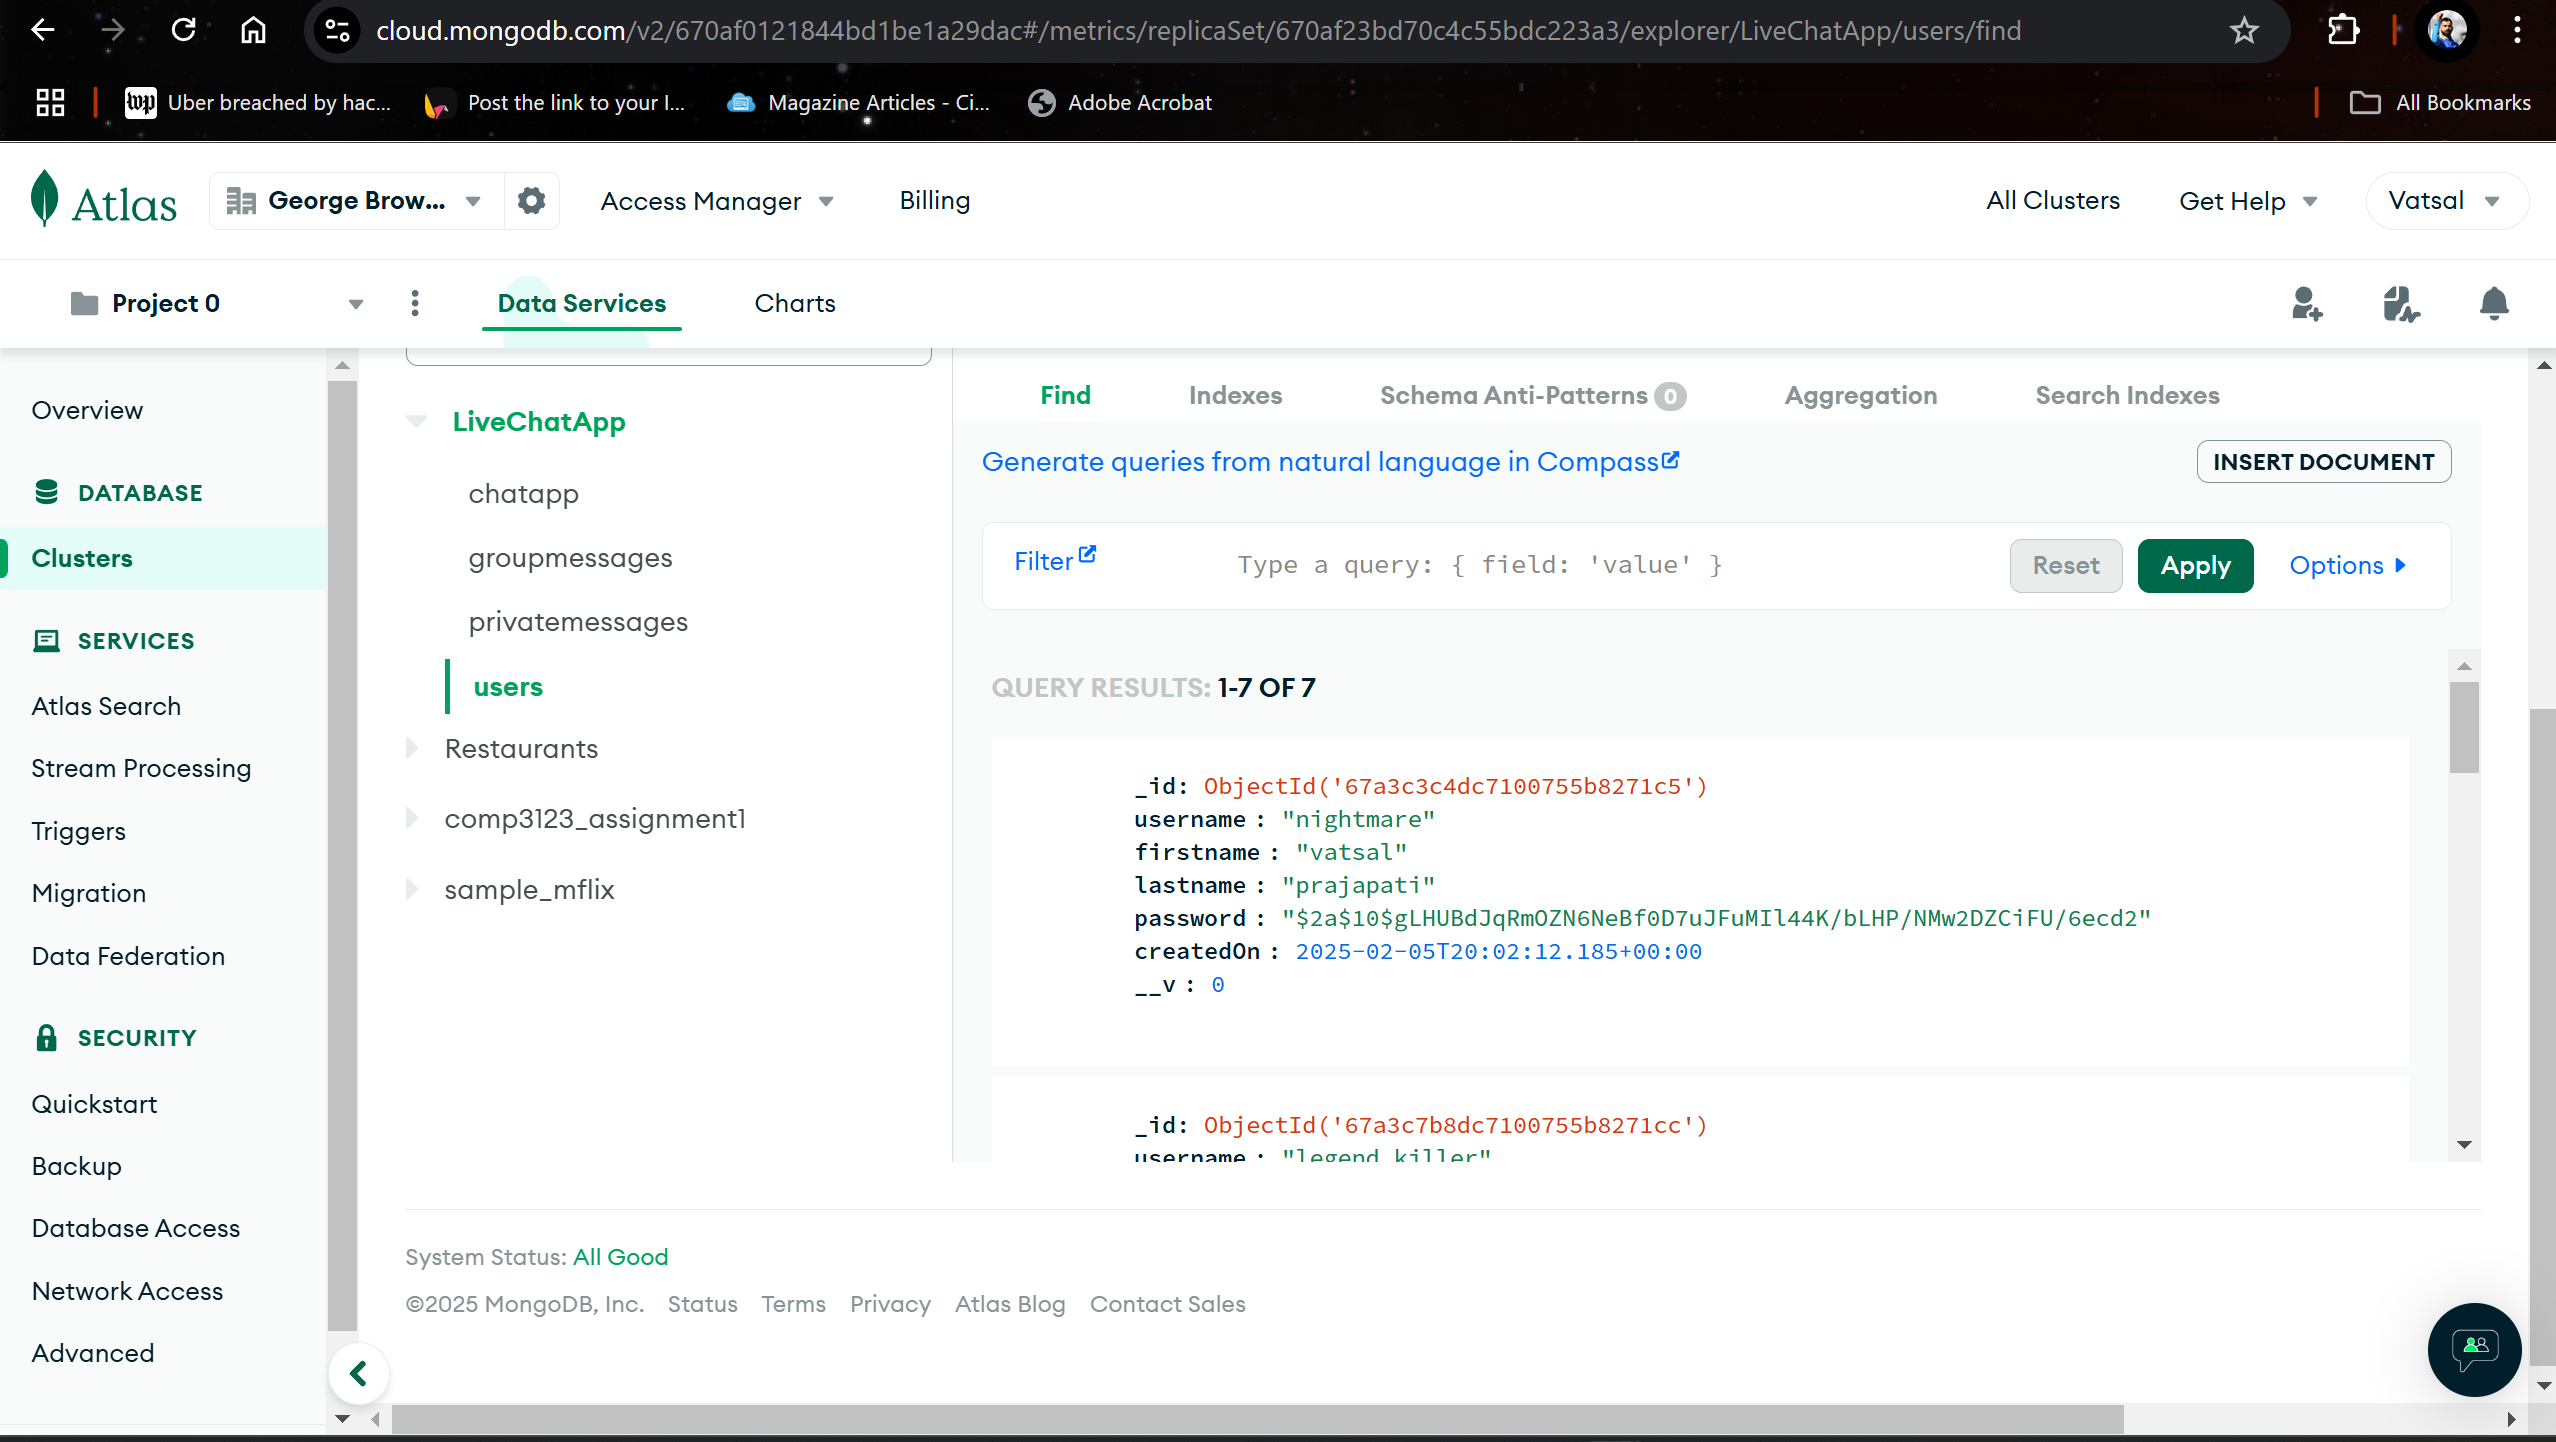 cloud.mongodb.com/v2/670af0121844bd1be1a29dac#/metrics/replicaSet/670af23bd70c4c55bdc223a3/explorer/LiveChatApp/users/find
Uber breached by hac...
Post the link to your l...
Magazine Articles - Ci...
Adobe Acrobat
All Bookmarks
Atlas
George Brow...
Access Manager
Billing
All Clusters
Get Help
Vatsal
Project 0
Data Services
Charts
Overview
DATABASE
Clusters
SERVICES
Atlas Search
Stream Processing
Triggers
Migration
Data Federation
SECURITY
Quickstart
Backup
Database Access
Network Access
Advanced
LiveChatApp
chatapp
groupmessages
privatemessages
users
Restaurants
comp3123_assignment1
sample_mflix
Find
Indexes
Schema Anti-Patterns 0
Aggregation
Search Indexes
Generate queries from natural language in Compass
INSERT DOCUMENT
Filter
Type a query: { field: 'value' }
Reset
Apply
Options
QUERY RESULTS: 1-7 OF 7
_id: ObjectId('67a3c3c4dc7100755b8271c5')
username : "nightmare"
firstname : "vatsal"
lastname : "prajapati"
password : "$2a$10$gLHUBdJqRmOZN6NeBf0D7uJFuMIl44K/bLHP/NMw2DZCiFU/6ecd2"
createdOn : 2025-02-05T20:02:12.185+00:00
__v : 0
_id: ObjectId('67a3c7b8dc7100755b8271cc')
username : "legend_killer"
System Status: All Good
©2025 MongoDB, Inc.
Status
Terms
Privacy
Atlas Blog
Contact Sales